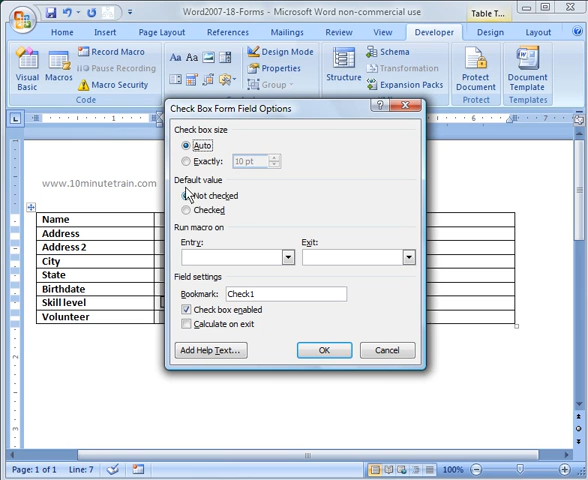 Word2007-18-Forms - Microsoft Word non-commercial use
Table T...
Home Insert Page Layout References Mailings Review View Developer Design Layout
Visual Basic
Macros
Record Macro
Pause Recording
Macro Security
Code
Aa Aa
Design Mode
Properties
Group
Structure
Schema
Transformation
Expansion Packs
Protect Document
Document Template
Protect
Templates
Check Box Form Field Options
Check box size
Auto
Exactly: 10 pt
Default value
Not checked
Checked
Run macro on
Entry: Exit:
Field settings
Bookmark: Check1
Check box enabled
Calculate on exit
Add Help Text... OK Cancel
www.10minutetrain.com
Name
Address
Address 2
City
State
Birthdate
Skill level
Volunteer
Page: 1 of 1 Line: 7 100%